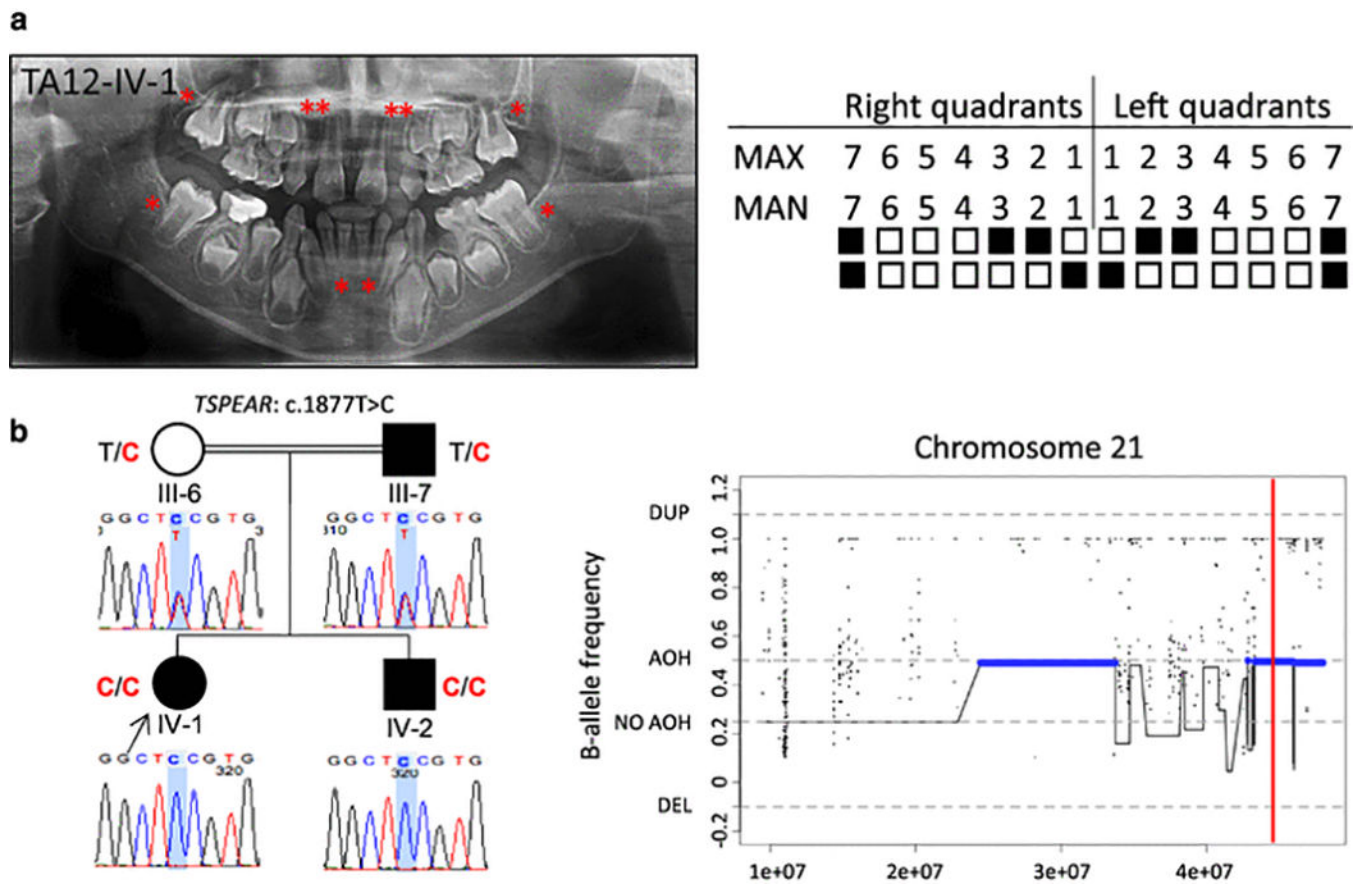 a
TA12-IV-1
** ** * * * * * *
Right quadrants Left quadrants
MAX 7 6 5 4 3 2 1 1 2 3 4 5 6 7
MAN 7 6 5 4 3 2 1 1 2 3 4 5 6 7
b
TSPEAR: c.1877T>C
T/C T/C
III-6 III-7
G G C T C C G T G
T
3
G G C T C C G T G
310 T
C/C C/C
IV-1 IV-2
G G C T C C G T G
320
G G C T C C G T G
320
Chromosome 21
B-allele frequency
DUP
AOH
NO AOH
DEL
1.2
1.0
0.8
0.6
0.4
0.2
0
-0.2
1e+07 2e+07 3e+07 4e+07